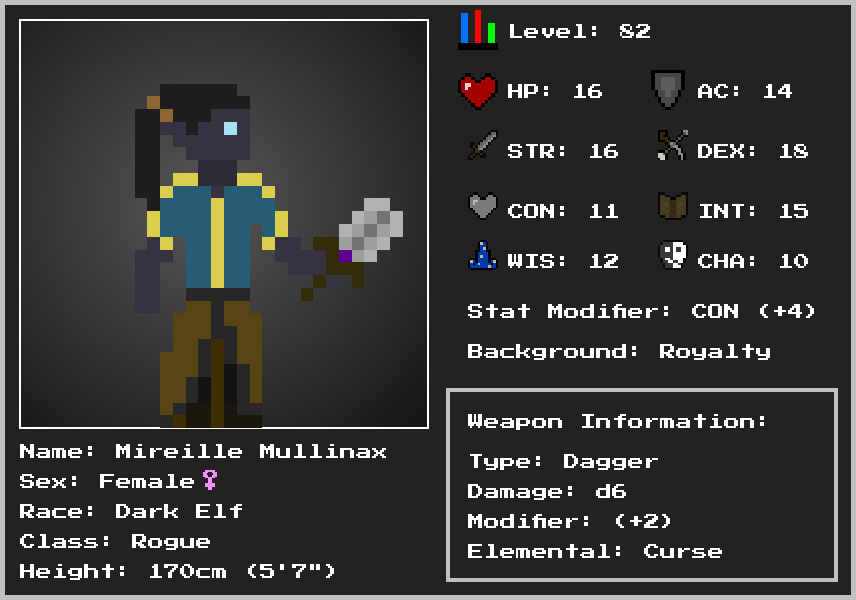 Level: 82
HP: 16 AC: 14
STR: 16 DEX: 18
CON: 11 INT: 15
WIS: 12 CHA: 10
Stat Modifier: CON (+4)
Background: Royalty
Weapon Information:
Type: Dagger
Damage: d6
Modifier: (+2)
Elemental: Curse
Name: Mireille Mullinax
Sex: Female♀
Race: Dark Elf
Class: Rogue
Height: 170cm (5'7")